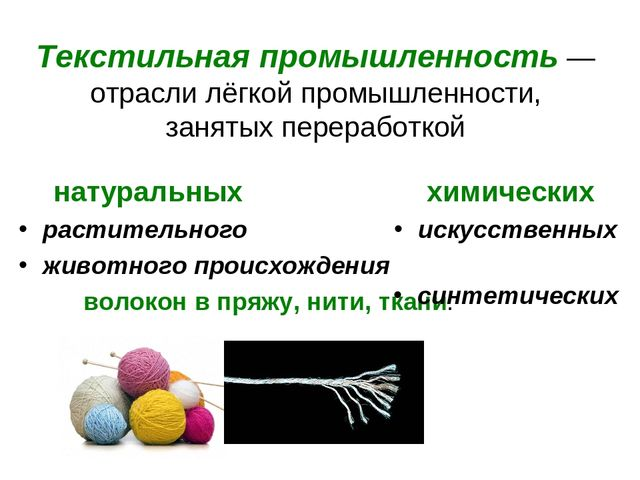 Текстильная промышленность —
отрасли лёгкой промышленности,
занятых переработкой
натуральных
• растительного
• животного происхождения
волокон в пряжу, нити, ткани.
химических
• искусственных
• синтетических